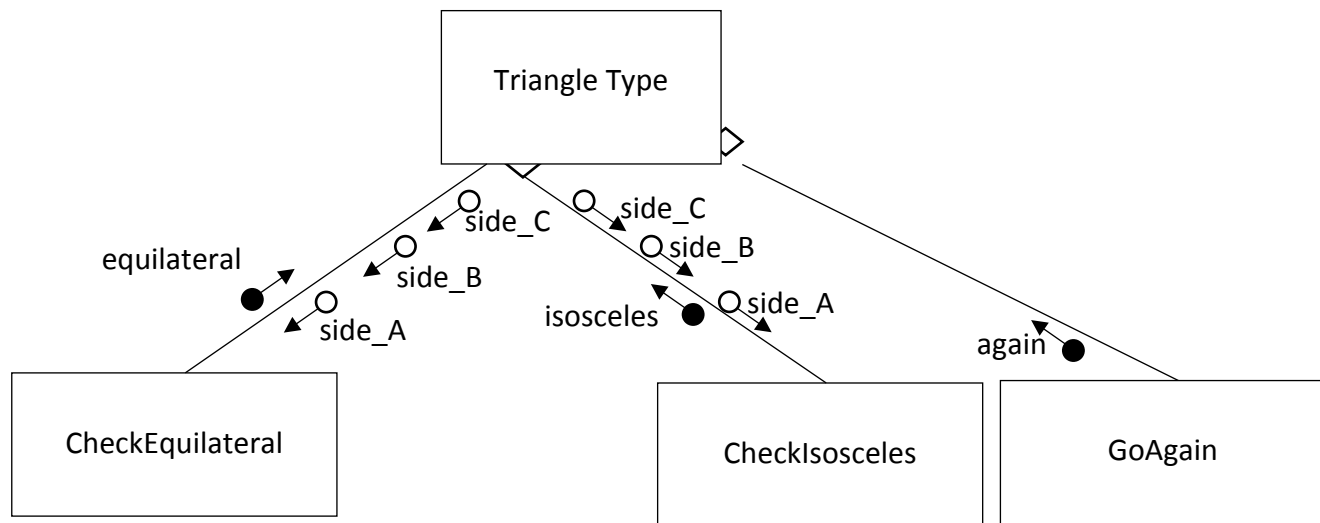 Triangle Type
side_C
side_C
equilateral
side_B
side_B
side_A
isosceles
side_A
again
CheckEquilateral
CheckIsosceles
GoAgain